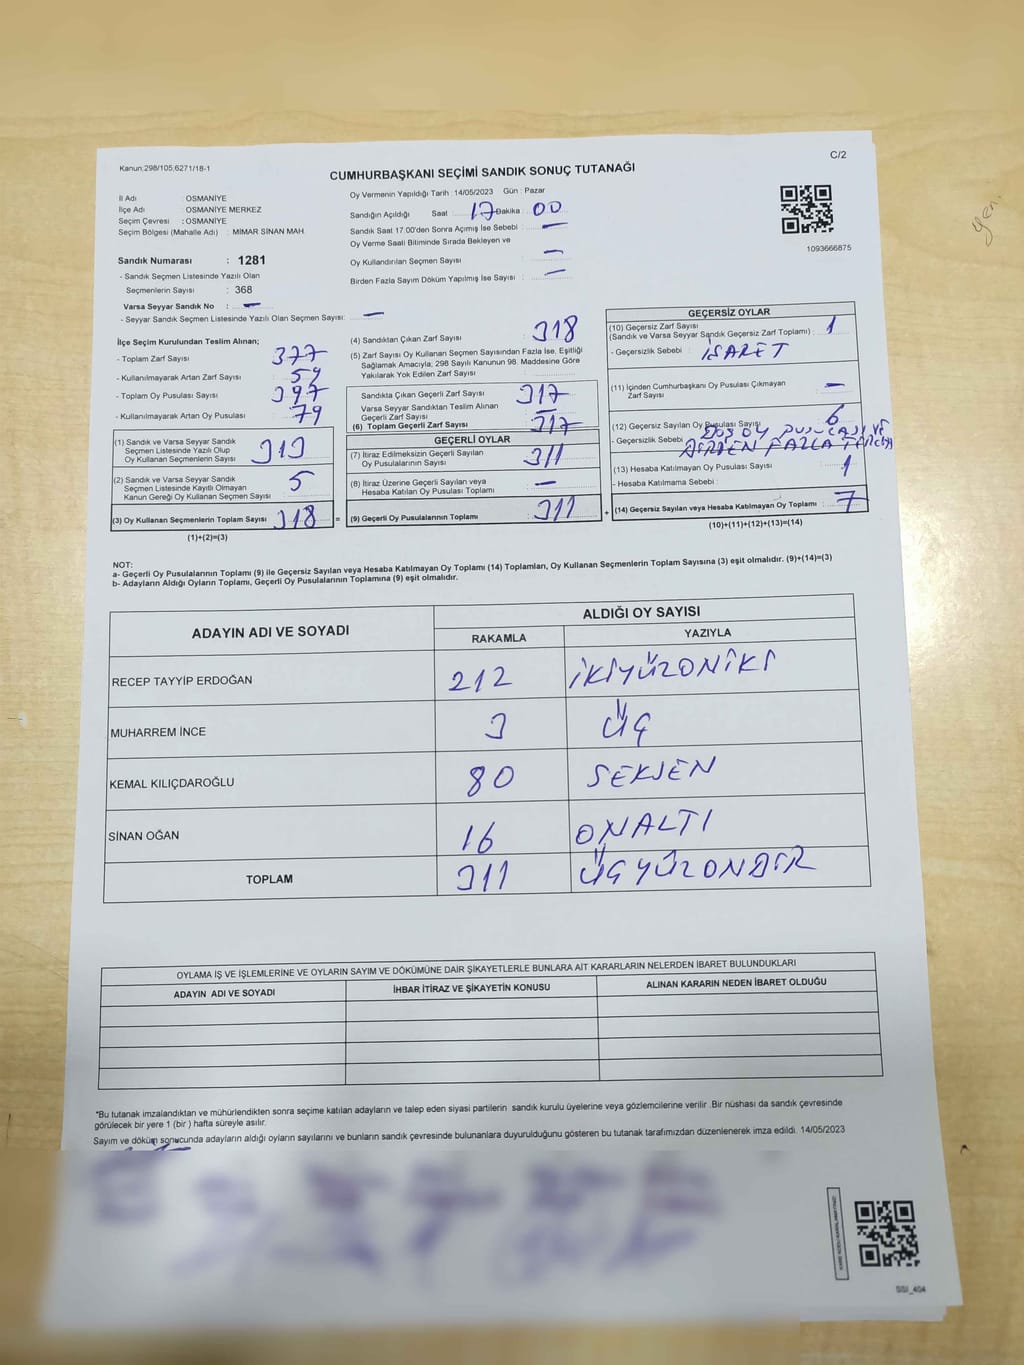 Kanun:298/105,6271/18-1
C/2
CUMHURBAŞKANI SEÇİMİ SANDIK SONUÇ TUTANAĞI
İl Adı : OSMANİYE
İlçe Adı : OSMANİYE MERKEZ
Seçim Çevresi : OSMANİYE
Seçim Bölgesi (Mahalle Adı) : MİMAR SİNAN MAH.
Sandık Numarası : 1281
- Sandık Seçmen Listesinde Yazılı Olan
Seçmenlerin Sayısı : 368
Varsa Seyyar Sandık No : —
- Seyyar Sandık Seçmen Listesinde Yazılı Olan Seçmen Sayısı: —
Oy Vermenin Yapıldığı Tarih : 14/05/2023 Gün : Pazar
Sandığın Açıldığı Saat 17 Dakika : 00
Sandık Saat 17.00'den Sonra Açımış İse Sebebi : —
Oy Verme Saati Bitiminde Sırada Bekleyen ve
Oy Kullandırılan Seçmen Sayısı : —
Birden Fazla Sayım Döküm Yapılmış İse Sayısı : —
1093666875
yen.
İlçe Seçim Kurulundan Teslim Alınan;
- Toplam Zarf Sayısı : 377
- Kullanılmayarak Artan Zarf Sayısı : 59
- Toplam Oy Pusulası Sayısı : 397
- Kullanılmayarak Artan Oy Pusulası : 79
(1) Sandık ve Varsa Seyyar Sandık
Seçmen Listesinde Yazılı Olup
Oy Kullanan Seçmenlerin Sayısı 313
(2) Sandık ve Varsa Seyyar Sandık
Seçmen Listesinde Kayıtlı Olmayan
Kanun Gereği Oy Kullanan Seçmen Sayısı 5
(3) Oy Kullanan Seçmenlerin Toplam Sayısı 318 =
(1)+(2)=(3)
(4) Sandıktan Çıkan Zarf Sayısı : 318
(5) Zarf Sayısı Oy Kullanan Seçmen Sayısından Fazla İse, Eşitliği
Sağlamak Amacıyla; 298 Sayılı Kanunun 98. Maddesine Göre
Yakılarak Yok Edilen Zarf Sayısı :
Sandıkta Çıkan Geçerli Zarf Sayısı 317
Varsa Seyyar Sandıktan Teslim Alınan
Geçerli Zarf Sayısı —
(6) Toplam Geçerli Zarf Sayısı 317
GEÇERLİ OYLAR
(7) İtiraz Edilmeksizin Geçerli Sayılan
Oy Pusulalarının Sayısı 311
(8) İtiraz Üzerine Geçerli Sayılan veya
Hesaba Katılan Oy Pusulası Toplamı —
(9) Geçerli Oy Pusulalarının Toplamı 311 +
GEÇERSİZ OYLAR
(10) Geçersiz Zarf Sayısı
(Sandık ve Varsa Seyyar Sandık Geçersiz Zarf Toplamı) : 1
- Geçersizlik Sebebi : İŞARET
(11) İçinden Cumhurbaşkanı Oy Pusulası Çıkmayan
Zarf Sayısı —
(12) Geçersiz Sayılan Oy Pusulası Sayısı 6
- Geçersizlik Sebebi BOŞ OY PUSULASI VE
BİRDEN FAZLA TERCİH
(13) Hesaba Katılmayan Oy Pusulası Sayısı : 1
- Hesaba Katılmama Sebebi :
(14) Geçersiz Sayılan veya Hesaba Katılmayan Oy Toplamı : 7
(10)+(11)+(12)+(13)=(14)
NOT:
a- Geçerli Oy Pusulalarının Toplamı (9) ile Geçersiz Sayılan veya Hesaba Katılmayan Oy Toplamı (14) Toplamları, Oy Kullanan Seçmenlerin Toplam Sayısına (3) eşit olmalıdır. (9)+(14)=(3)
b- Adayların Aldığı Oyların Toplamı, Geçerli Oy Pusulalarının Toplamına (9) eşit olmalıdır.
ADAYIN ADI VE SOYADI ALDIĞI OY SAYISI
RAKAMLA YAZIYLA
RECEP TAYYİP ERDOĞAN 212 İKİYÜZONİKİ
MUHARREM İNCE 3 ÜÇ
KEMAL KILIÇDAROĞLU 80 SEKSEN
SİNAN OĞAN 16 ONALTI
TOPLAM 311 ÜÇYÜZONBİR
OYLAMA İŞ VE İŞLEMLERİNE VE OYLARIN SAYIM VE DÖKÜMÜNE DAİR ŞİKAYETLERLE BUNLARA AİT KARARLARIN NELERDEN İBARET BULUNDUKLARI
ADAYIN ADI VE SOYADI İHBAR İTİRAZ VE ŞİKAYETİN KONUSU ALINAN KARARIN NEDEN İBARET OLDUĞU
*Bu tutanak imzalandıktan ve mühürlendikten sonra seçime katılan adayların ve talep eden siyasi partilerin sandık kurulu üyelerine veya gözlemcilerine verilir .Bir nüshası da sandık çevresinde
görülecek bir yere 1 (bir ) hafta süreyle asılır.
Sayım ve döküm sonucunda adayların aldığı oyların sayılarını ve bunların sandık çevresinde bulunanlara duyurulduğunu gösteren bu tutanak tarafımızdan düzenlenerek imza edildi. 14/05/2023
SSI_404